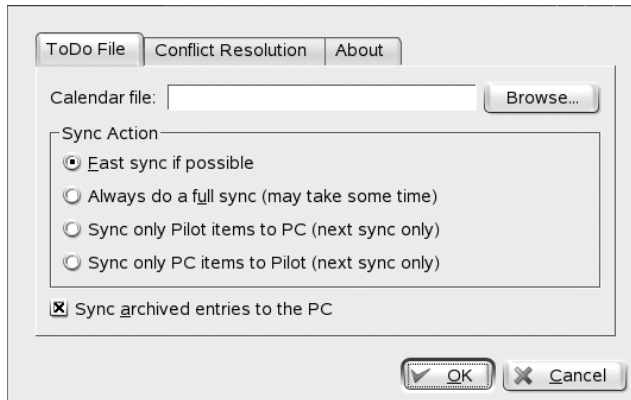 ToDo File Conflict Resolution About
Calendar file: Browse...
Sync Action
Fast sync if possible
Always do a full sync (may take some time)
Sync only Pilot items to PC (next sync only)
Sync only PC items to Pilot (next sync only)
Sync archived entries to the PC
OK Cancel